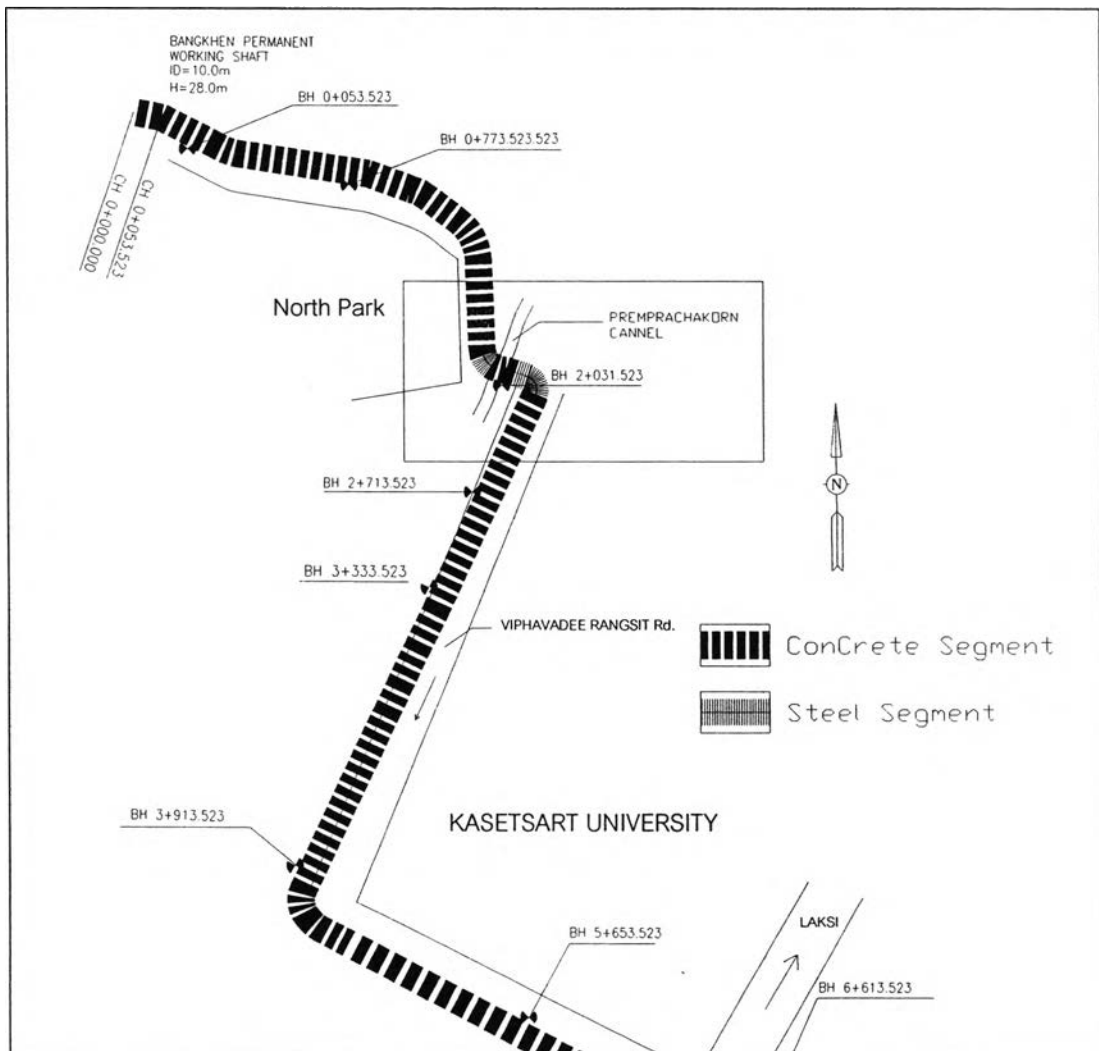 BANGKHEN PERMANENT
WORKING SHAFT
ID=10.0m
H=28.0m
BH 0+053.523
BH 0+773.523.523
CH 0+053.523
CH 0+000.000
North Park
PREMPRACHAKORN
CANNEL
BH 2+031.523
BH 2+713.523
N
BH 3+333.523
VIPHAVADEE RANGSIT Rd.
ConCrete Segment
Steel Segment
BH 3+913.523
KASETSART UNIVERSITY
LAKSI
BH 5+653.523
BH 6+613.523